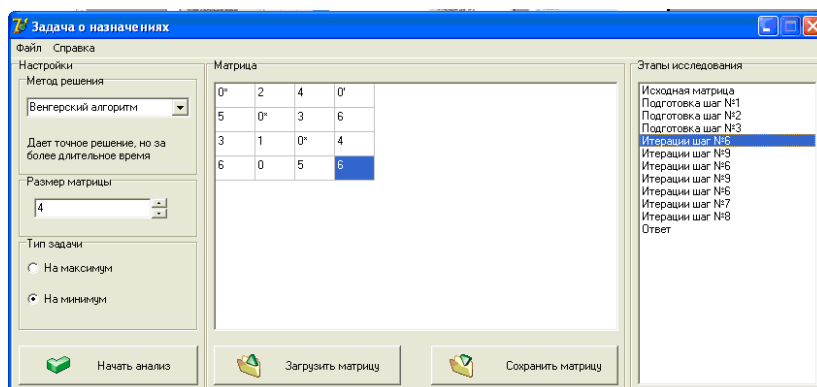 Задача о назначениях
Файл Справка
Настройки
Метод решения
Венгерский алгоритм
Дает точное решение, но за
более длительное время
Размер матрицы
4
Тип задачи
На максимум
На минимум
Начать анализ
Матрица
0* 2 4 0'
5 0* 3 6
3 1 0* 4
6 0 5 6
Загрузить матрицу
Сохранить матрицу
Этапы исследования
Исходная матрица
Подготовка шаг №1
Подготовка шаг №2
Подготовка шаг №3
Итерации шаг №6
Итерации шаг №9
Итерации шаг №6
Итерации шаг №9
Итерации шаг №6
Итерации шаг №7
Итерации шаг №8
Ответ